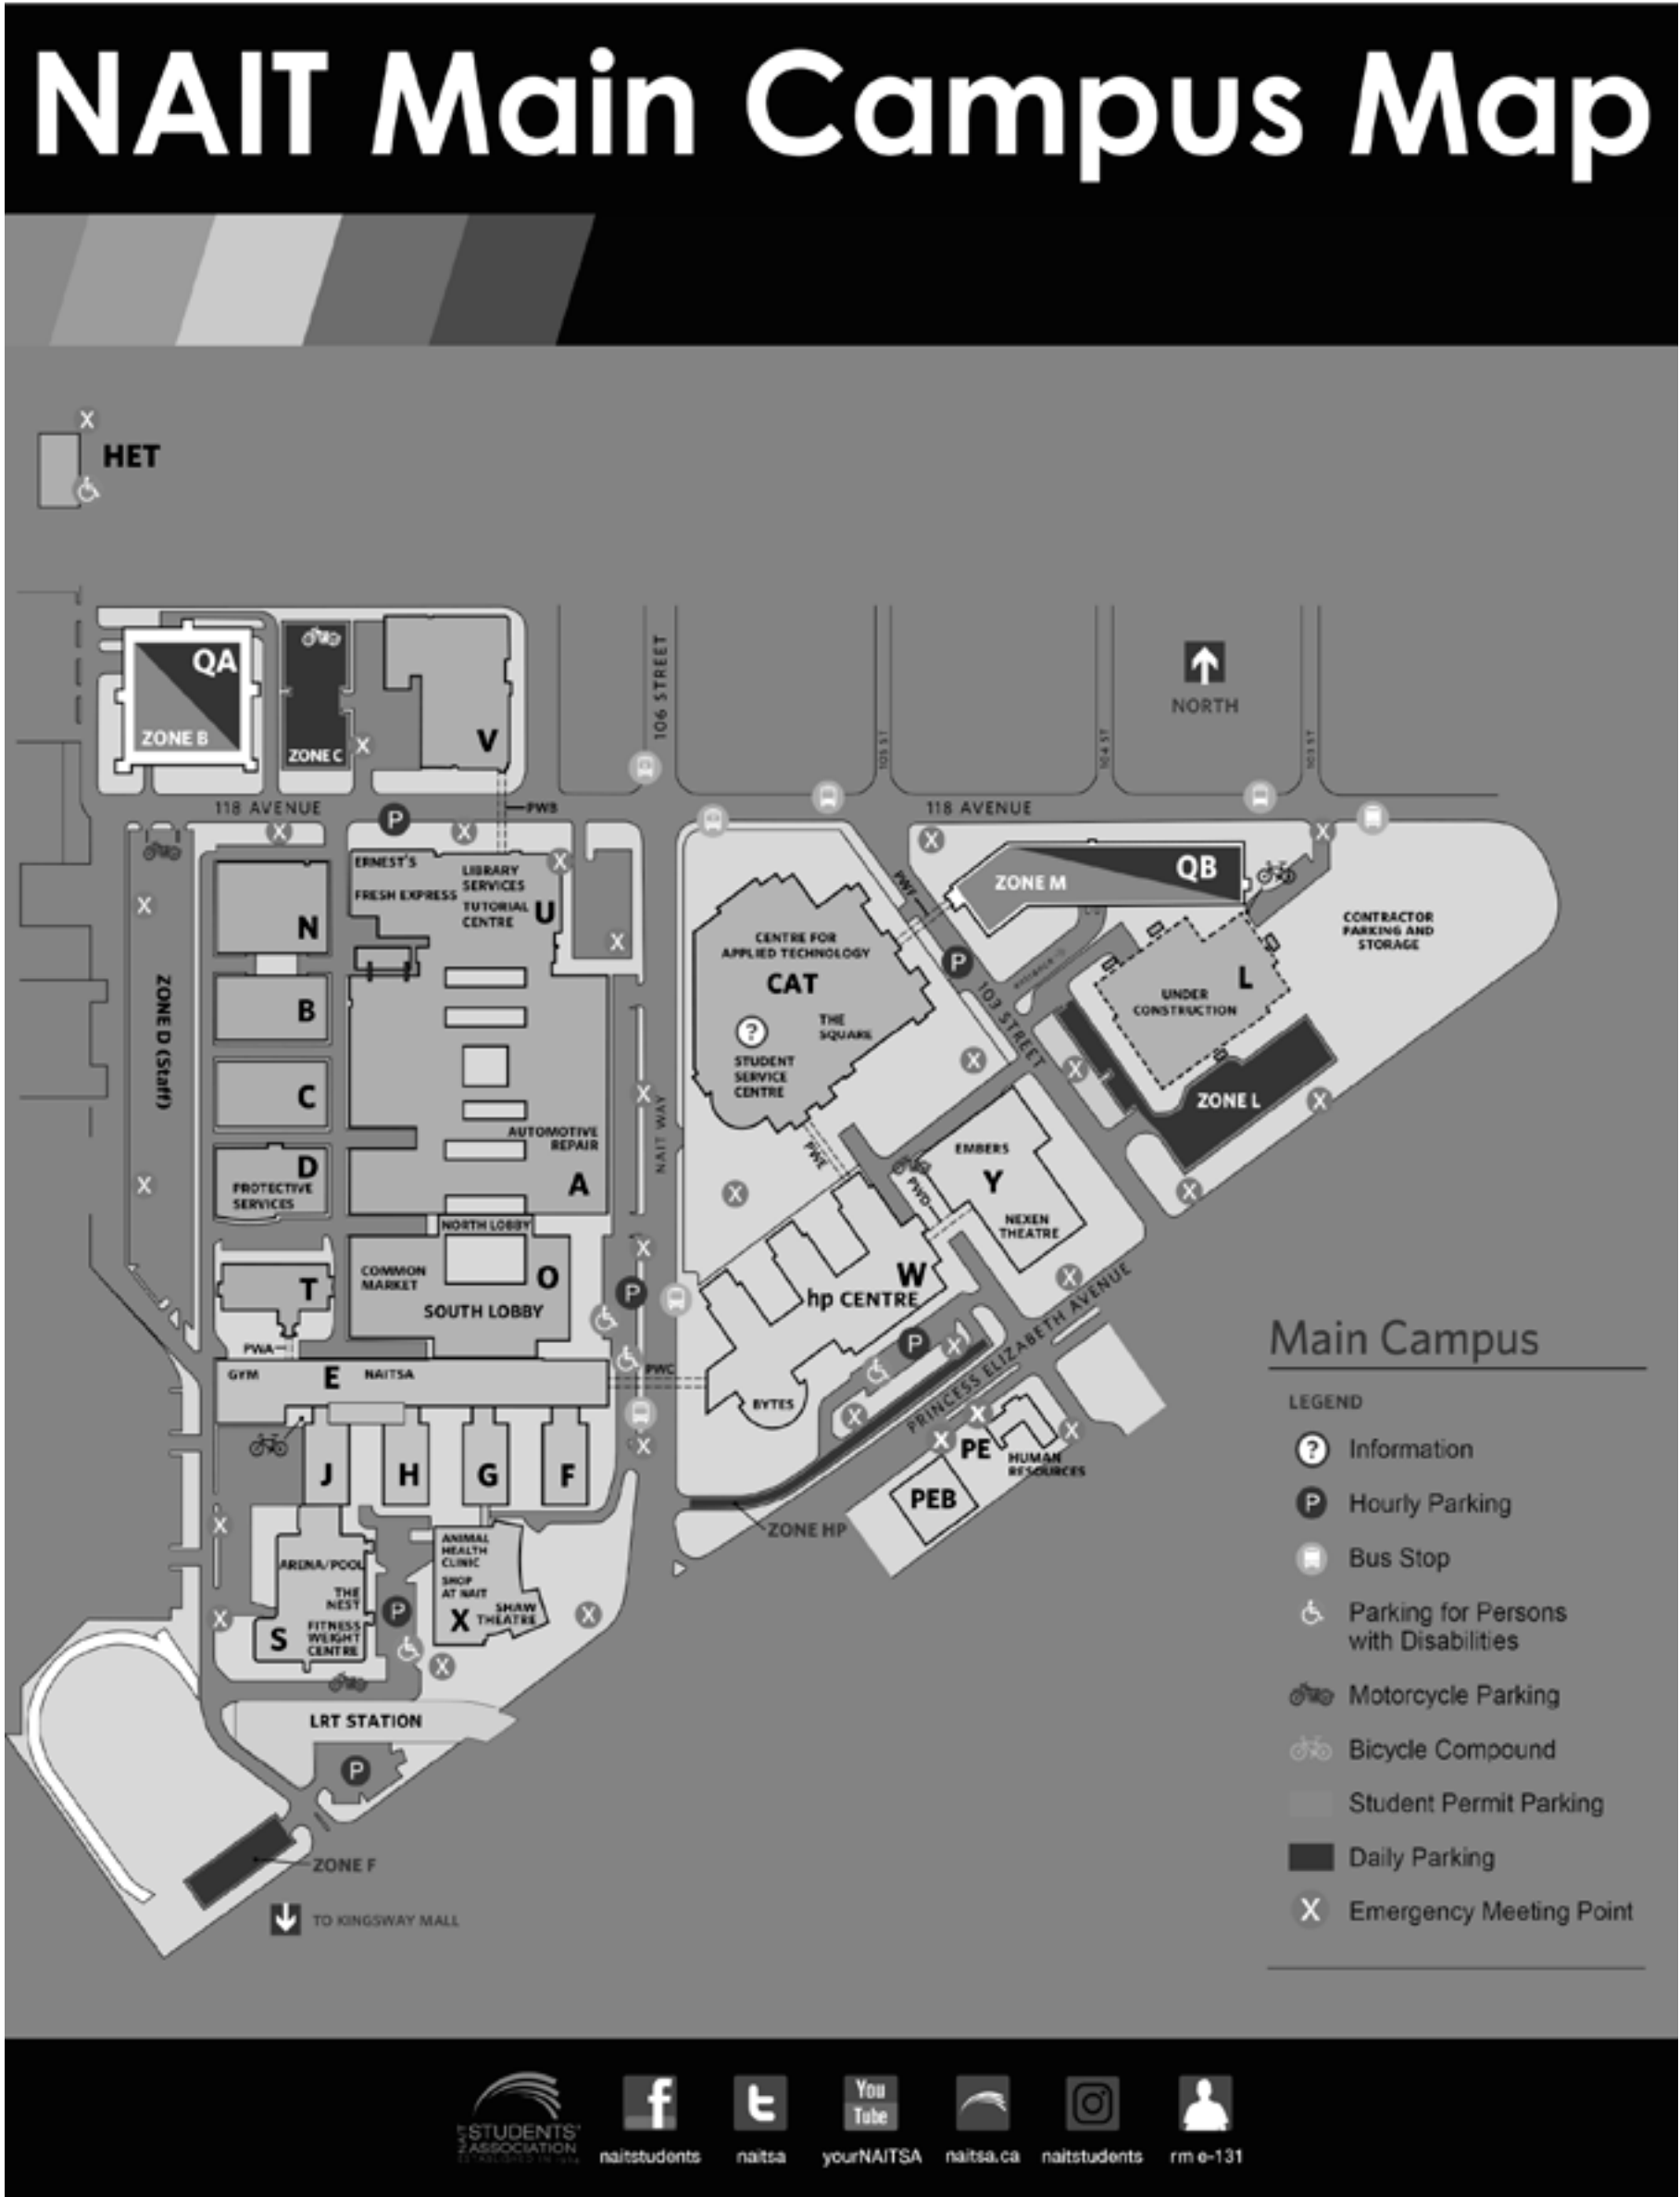 NAIT Main Campus Map
HET
QA
ZONE B
ZONE C
V
106 STREET
105 ST
104 ST
103 ST
NORTH
118 AVENUE
PWB
118 AVENUE
ERNEST'S
FRESH EXPRESS
LIBRARY
SERVICES
TUTORIAL
CENTRE
U
N
B
C
D
PROTECTIVE
SERVICES
ZONE D (Staff)
AUTOMOTIVE
REPAIR
A
NAIT WAY
NORTH LOBBY
COMMON
MARKET
O
SOUTH LOBBY
T
PWA
GYM
E
NAITSA
PWC
J
H
G
F
ARENA/POOL
THE
NEST
FITNESS
WEIGHT
CENTRE
S
ANIMAL
HEALTH
CLINIC
SHOP
AT NAIT
SHAW
THEATRE
X
LRT STATION
ZONE F
TO KINGSWAY MALL
CENTRE FOR
APPLIED TECHNOLOGY
CAT
THE
SQUARE
?
STUDENT
SERVICE
CENTRE
PWF
PWE
PWD
103 STREET
ZONE M
QB
CONTRACTOR
PARKING AND
STORAGE
L
UNDER
CONSTRUCTION
ZONE L
EMBERS
Y
NEXEN
THEATRE
W
hp CENTRE
BYTES
PRINCESS ELIZABETH AVENUE
PE
HUMAN
RESOURCES
PEB
ZONE HP
Main Campus
LEGEND
? Information
P Hourly Parking
Bus Stop
Parking for Persons
with Disabilities
Motorcycle Parking
Bicycle Compound
Student Permit Parking
Daily Parking
X Emergency Meeting Point
NAIT STUDENTS'
ASSOCIATION
naitstudents
naitsa
You
Tube
yourNAITSA
naitsa.ca
naitstudents
rm e-131